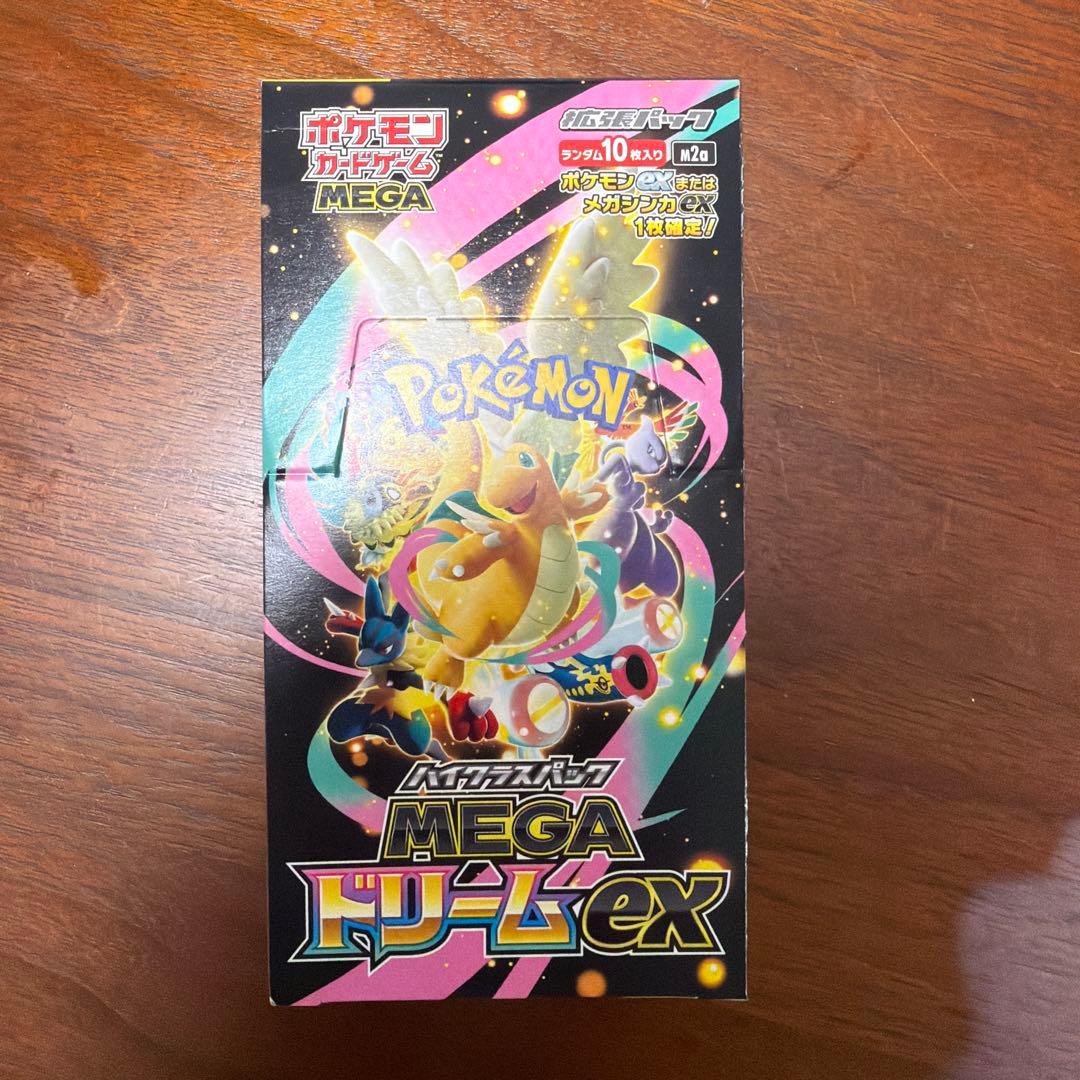 ポケモン
カードゲーム™
MEGA
拡張パック
ランダム10枚入り M2a
ポケモンexまたは
メガシンカex
1枚確定!
POKéMON™
ハイクラスパック
MEGA
ドリームex